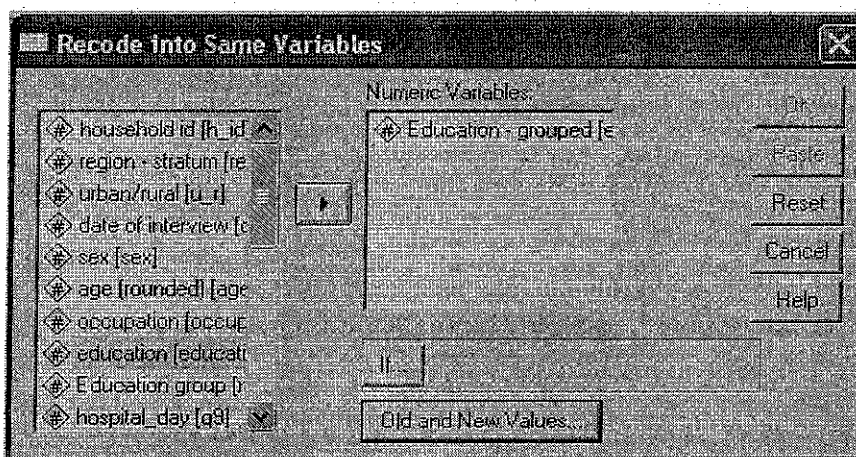 Recode into Same Variables
household id [h_id]
region - stratum [re
urban/rural [u_r]
date of interview [c
sex [sex]
age (rounded) [age
occupation [occup
education [educati
Education group [
hospital_day [q9]
Numeric Variables:
Education - grouped [e
If...
Old and New Values...
Paste
Reset
Cancel
Help